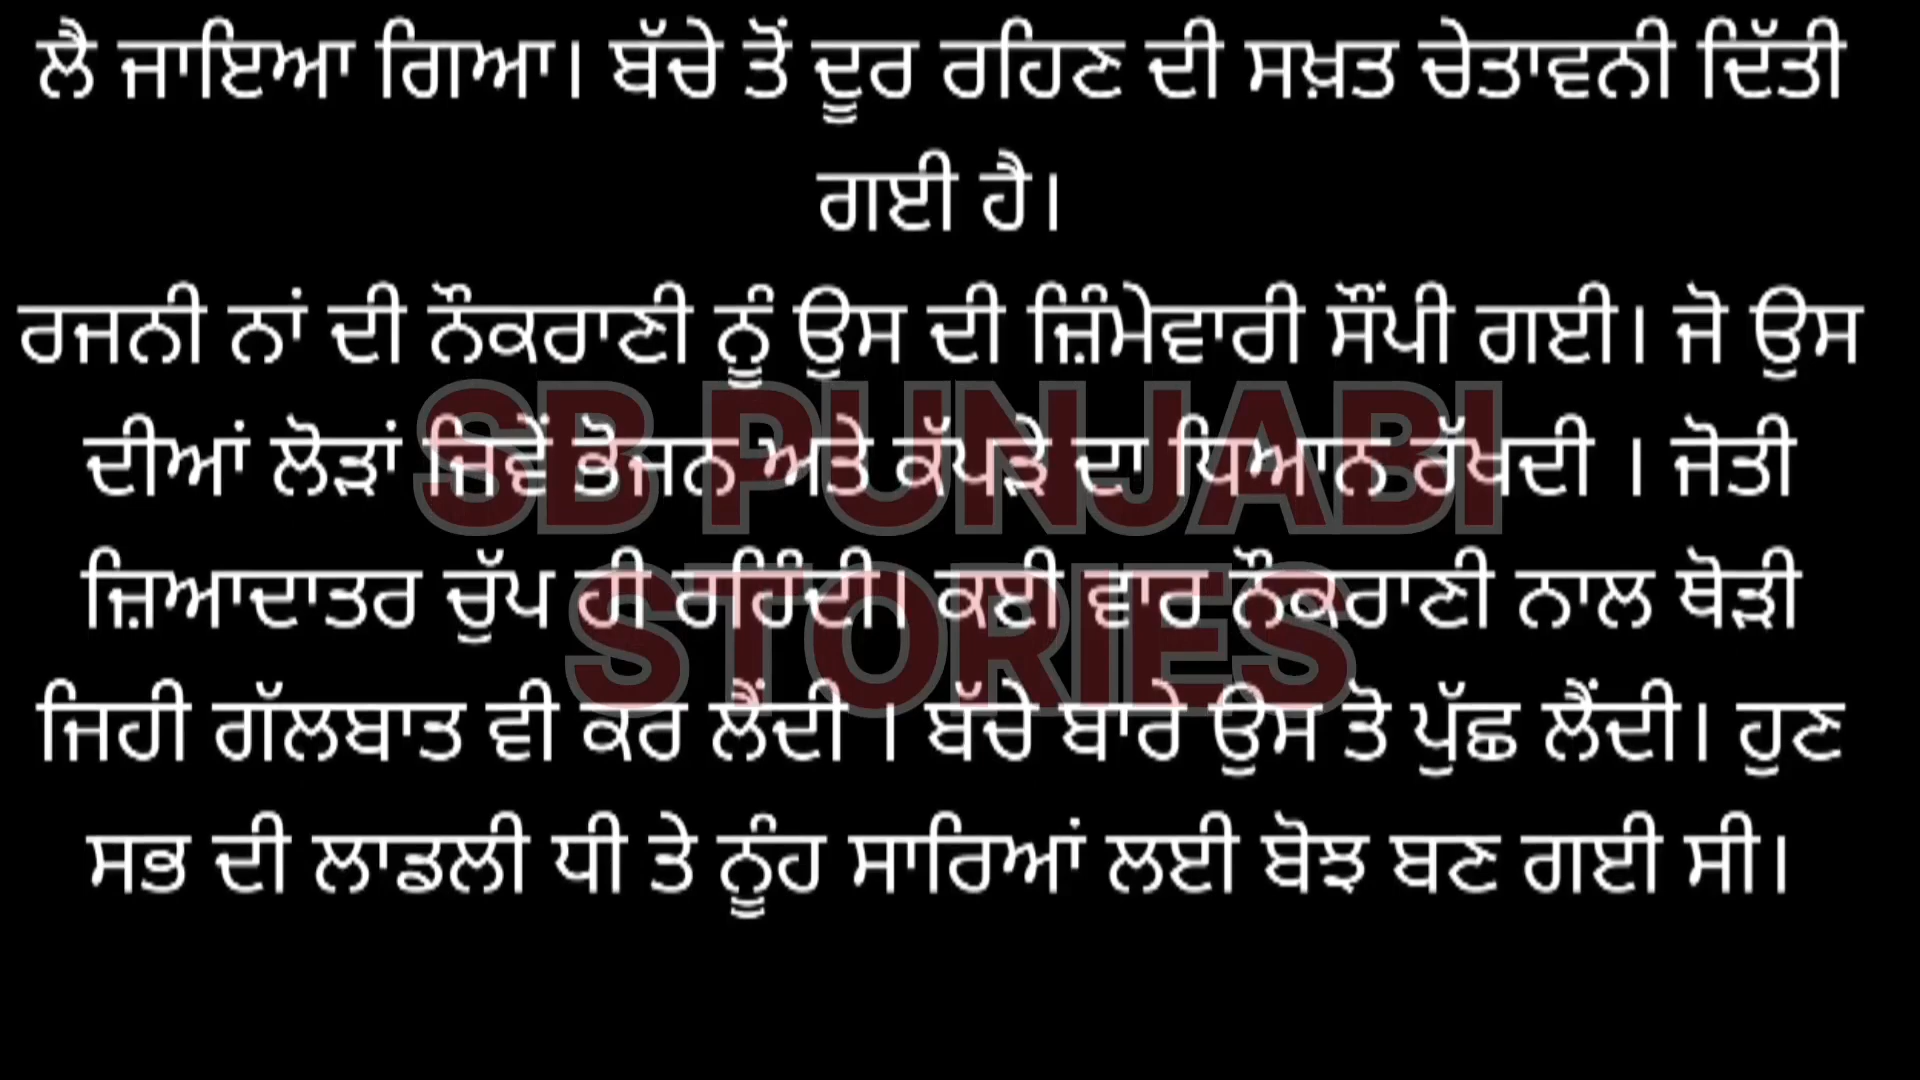 ਲੈ ਜਾਇਆ ਗਿਆ। ਬੱਚੇ ਤੋਂ ਦੂਰ ਰਹਿਣ ਦੀ ਸਖ਼ਤ ਚੇਤਾਵਨੀ ਦਿੱਤੀ
ਗਈ ਹੈ।
ਰਜਨੀ ਨਾਂ ਦੀ ਨੌਕਰਾਣੀ ਨੂੰ ਉਸ ਦੀ ਜ਼ਿੰਮੇਵਾਰੀ ਸੌਂਪੀ ਗਈ। ਜੋ ਉਸ
ਦੀਆਂ ਲੋੜਾਂ ਜਿਵੇਂ ਭੋਜਨ ਅਤੇ ਕੱਪੜੇ ਦਾ ਧਿਆਨ ਰੱਖਦੀ । ਜੋਤੀ
ਜ਼ਿਆਦਾਤਰ ਚੁੱਪ ਹੀ ਰਹਿੰਦੀ। ਕਈ ਵਾਰ ਨੌਕਰਾਣੀ ਨਾਲ ਥੋੜੀ
ਜਿਹੀ ਗੱਲਬਾਤ ਵੀ ਕਰ ਲੈਂਦੀ । ਬੱਚੇ ਬਾਰੇ ਉਸ ਤੋ ਪੁੱਛ ਲੈਂਦੀ। ਹੁਣ
ਸਭ ਦੀ ਲਾਡਲੀ ਧੀ ਤੇ ਨੂੰਹ ਸਾਰਿਆਂ ਲਈ ਬੋਝ ਬਣ ਗਈ ਸੀ।
SB PUNJABI
STORIES